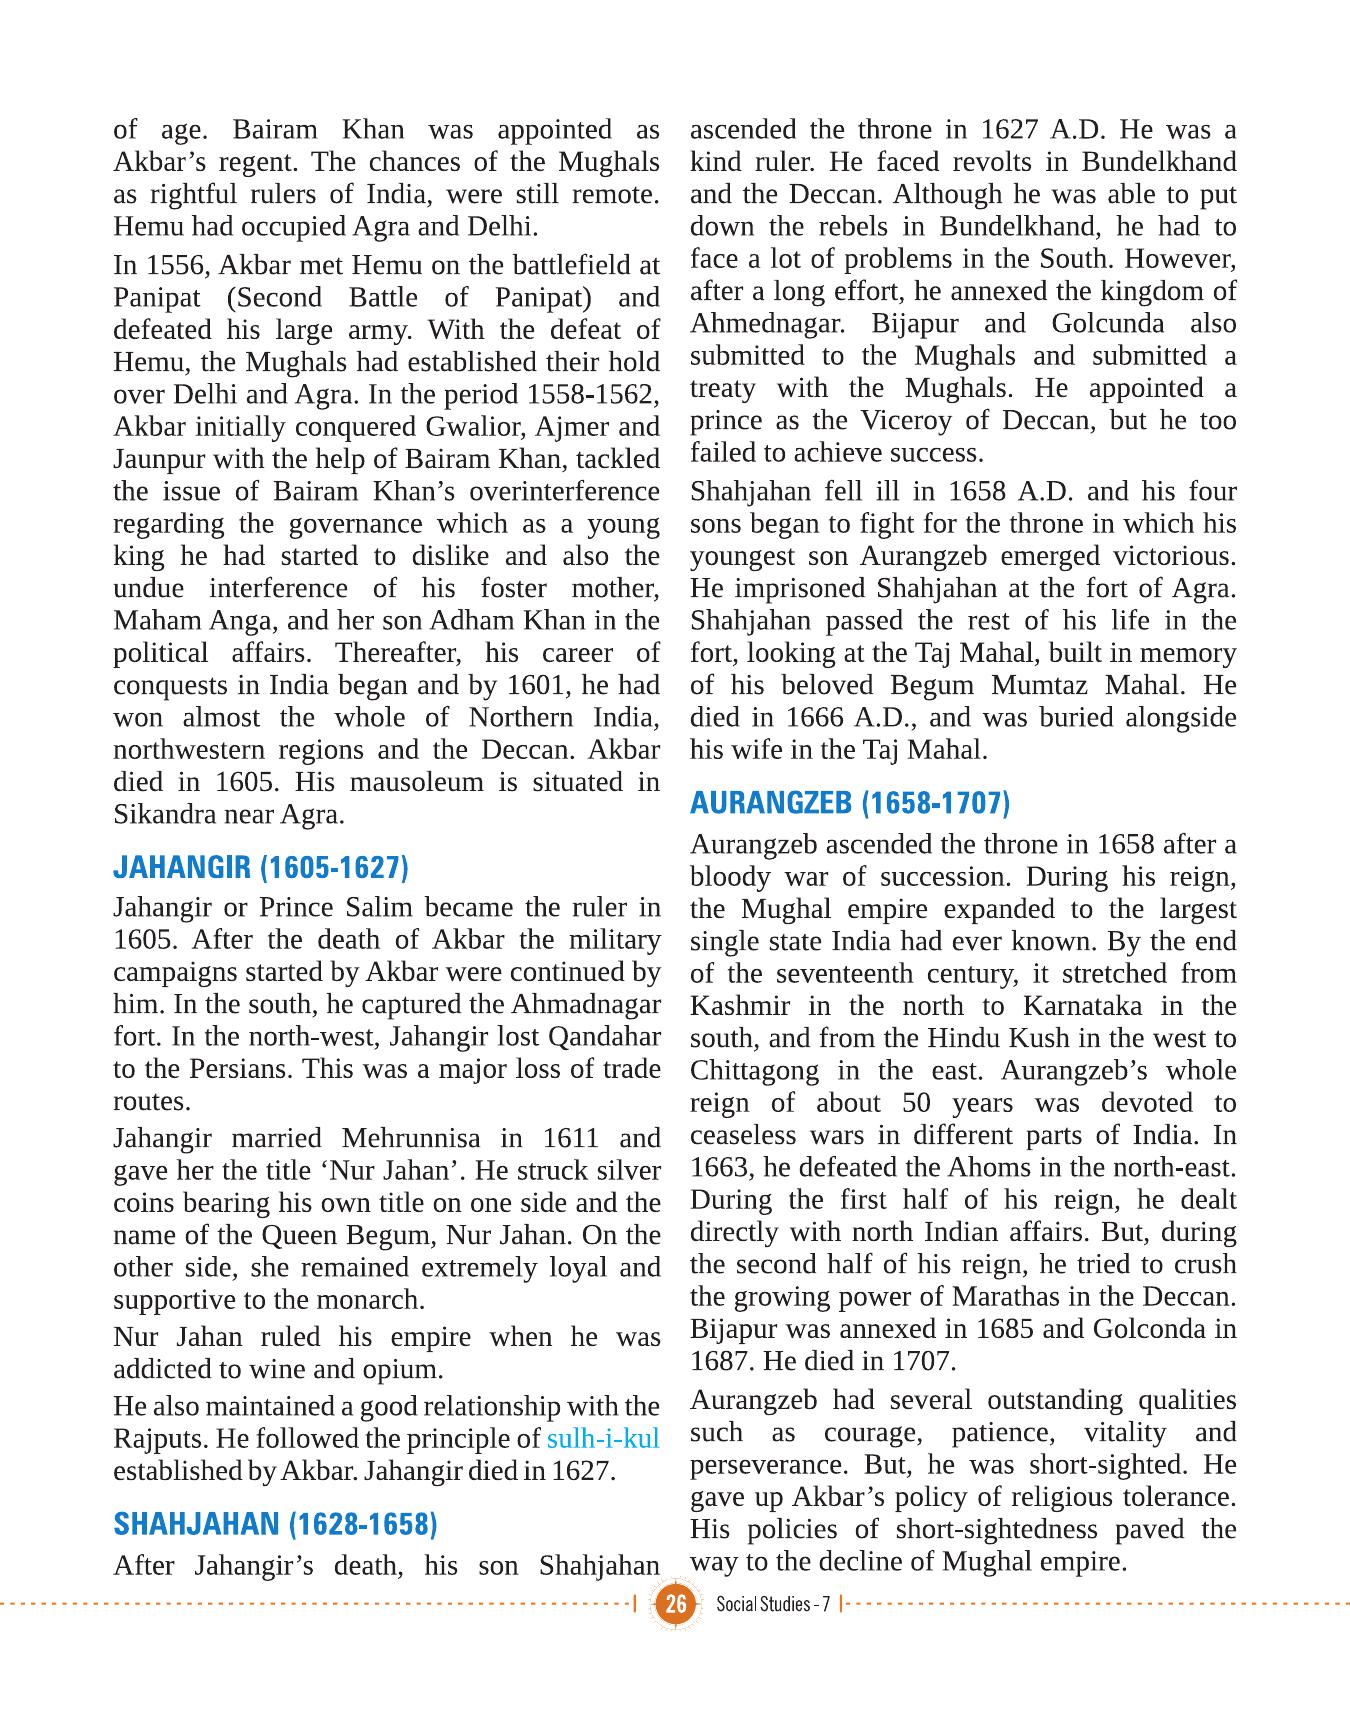 of age. Bairam Khan was appointed as
Akbar’s regent. The chances of the Mughals
as rightful rulers of India, were still remote.
Hemu had occupied Agra and Delhi.
In 1556, Akbar met Hemu on the battlefield at
Panipat (Second Battle of Panipat) and
defeated his large army. With the defeat of
Hemu, the Mughals had established their hold
over Delhi and Agra. In the period 1558-1562,
Akbar initially conquered Gwalior, Ajmer and
Jaunpur with the help of Bairam Khan, tackled
the issue of Bairam Khan’s overinterference
regarding the governance which as a young
king he had started to dislike and also the
undue interference of his foster mother,
Maham Anga, and her son Adham Khan in the
political affairs. Thereafter, his career of
conquests in India began and by 1601, he had
won almost the whole of Northern India,
northwestern regions and the Deccan. Akbar
died in 1605. His mausoleum is situated in
Sikandra near Agra.
JAHANGIR (1605-1627)
Jahangir or Prince Salim became the ruler in
1605. After the death of Akbar the military
campaigns started by Akbar were continued by
him. In the south, he captured the Ahmadnagar
fort. In the north-west, Jahangir lost Qandahar
to the Persians. This was a major loss of trade
routes.
Jahangir married Mehrunnisa in 1611 and
gave her the title ‘Nur Jahan’. He struck silver
coins bearing his own title on one side and the
name of the Queen Begum, Nur Jahan. On the
other side, she remained extremely loyal and
supportive to the monarch.
Nur Jahan ruled his empire when he was
addicted to wine and opium.
He also maintained a good relationship with the
Rajputs. He followed the principle of sulh-i-kul
established by Akbar. Jahangir died in 1627.
SHAHJAHAN (1628-1658)
After Jahangir’s death, his son Shahjahan
ascended the throne in 1627 A.D. He was a
kind ruler. He faced revolts in Bundelkhand
and the Deccan. Although he was able to put
down the rebels in Bundelkhand, he had to
face a lot of problems in the South. However,
after a long effort, he annexed the kingdom of
Ahmednagar. Bijapur and Golcunda also
submitted to the Mughals and submitted a
treaty with the Mughals. He appointed a
prince as the Viceroy of Deccan, but he too
failed to achieve success.
Shahjahan fell ill in 1658 A.D. and his four
sons began to fight for the throne in which his
youngest son Aurangzeb emerged victorious.
He imprisoned Shahjahan at the fort of Agra.
Shahjahan passed the rest of his life in the
fort, looking at the Taj Mahal, built in memory
of his beloved Begum Mumtaz Mahal. He
died in 1666 A.D., and was buried alongside
his wife in the Taj Mahal.
AURANGZEB (1658-1707)
Aurangzeb ascended the throne in 1658 after a
bloody war of succession. During his reign,
the Mughal empire expanded to the largest
single state India had ever known. By the end
of the seventeenth century, it stretched from
Kashmir in the north to Karnataka in the
south, and from the Hindu Kush in the west to
Chittagong in the east. Aurangzeb’s whole
reign of about 50 years was devoted to
ceaseless wars in different parts of India. In
1663, he defeated the Ahoms in the north-east.
During the first half of his reign, he dealt
directly with north Indian affairs. But, during
the second half of his reign, he tried to crush
the growing power of Marathas in the Deccan.
Bijapur was annexed in 1685 and Golconda in
1687. He died in 1707.
Aurangzeb had several outstanding qualities
such as courage, patience, vitality and
perseverance. But, he was short-sighted. He
gave up Akbar’s policy of religious tolerance.
His policies of short-sightedness paved the
way to the decline of Mughal empire.
26 Social Studies - 7